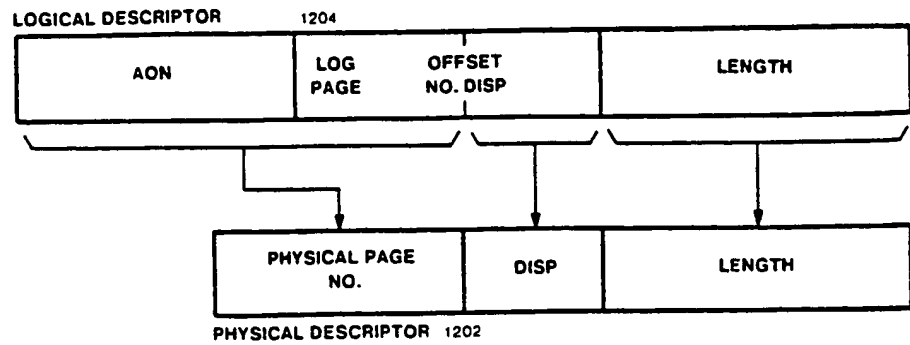 LOGICAL DESCRIPTOR 1204
AON
LOG PAGE
OFFSET NO. DISP
LENGTH
PHYSICAL PAGE NO.
DISP
LENGTH
PHYSICAL DESCRIPTOR 1202